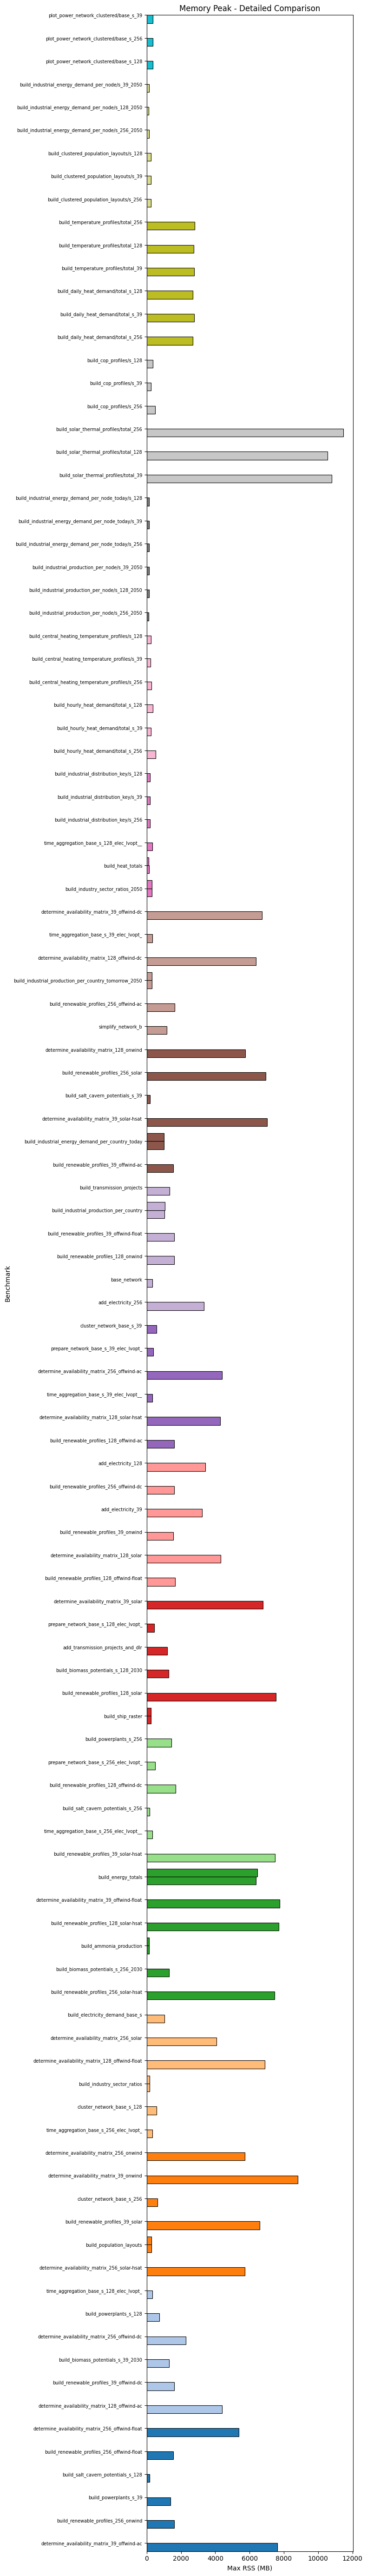 Memory Peak - Detailed Comparison
plot_power_network_clustered/base_s_39
plot_power_network_clustered/base_s_256
plot_power_network_clustered/base_s_128
build_industrial_energy_demand_per_node/s_39_2050
build_industrial_energy_demand_per_node/s_128_2050
build_industrial_energy_demand_per_node/s_256_2050
build_clustered_population_layouts/s_128
build_clustered_population_layouts/s_39
build_clustered_population_layouts/s_256
build_temperature_profiles/total_256
build_temperature_profiles/total_128
build_temperature_profiles/total_39
build_daily_heat_demand/total_s_128
build_daily_heat_demand/total_s_39
build_daily_heat_demand/total_s_256
build_cop_profiles/s_128
build_cop_profiles/s_39
build_cop_profiles/s_256
build_solar_thermal_profiles/total_256
build_solar_thermal_profiles/total_128
build_solar_thermal_profiles/total_39
build_industrial_energy_demand_per_node_today/s_128
build_industrial_energy_demand_per_node_today/s_39
build_industrial_energy_demand_per_node_today/s_256
build_industrial_production_per_node/s_39_2050
build_industrial_production_per_node/s_128_2050
build_industrial_production_per_node/s_256_2050
build_central_heating_temperature_profiles/s_128
build_central_heating_temperature_profiles/s_39
build_central_heating_temperature_profiles/s_256
build_hourly_heat_demand/total_s_128
build_hourly_heat_demand/total_s_39
build_hourly_heat_demand/total_s_256
build_industrial_distribution_key/s_128
build_industrial_distribution_key/s_39
build_industrial_distribution_key/s_256
time_aggregation_base_s_128_elec_lvopt__
build_heat_totals
build_industry_sector_ratios_2050
determine_availability_matrix_39_offwind-dc
time_aggregation_base_s_39_elec_lvopt_
determine_availability_matrix_128_offwind-dc
build_industrial_production_per_country_tomorrow_2050
build_renewable_profiles_256_offwind-ac
simplify_network_b
determine_availability_matrix_128_onwind
build_renewable_profiles_256_solar
build_salt_cavern_potentials_s_39
determine_availability_matrix_39_solar-hsat
build_industrial_energy_demand_per_country_today
build_renewable_profiles_39_offwind-ac
build_transmission_projects
build_industrial_production_per_country
build_renewable_profiles_39_offwind-float
build_renewable_profiles_128_onwind
base_network
add_electricity_256
cluster_network_base_s_39
prepare_network_base_s_39_elec_lvopt_
determine_availability_matrix_256_offwind-ac
time_aggregation_base_s_39_elec_lvopt__
determine_availability_matrix_128_solar-hsat
build_renewable_profiles_128_offwind-ac
add_electricity_128
build_renewable_profiles_256_offwind-dc
add_electricity_39
build_renewable_profiles_39_onwind
determine_availability_matrix_128_solar
build_renewable_profiles_128_offwind-float
determine_availability_matrix_39_solar
prepare_network_base_s_128_elec_lvopt_
add_transmission_projects_and_dlr
build_biomass_potentials_s_128_2030
build_renewable_profiles_128_solar
build_ship_raster
build_powerplants_s_256
prepare_network_base_s_256_elec_lvopt_
build_renewable_profiles_128_offwind-dc
build_salt_cavern_potentials_s_256
time_aggregation_base_s_256_elec_lvopt__
build_renewable_profiles_39_solar-hsat
build_energy_totals
determine_availability_matrix_39_offwind-float
build_renewable_profiles_128_solar-hsat
build_ammonia_production
build_biomass_potentials_s_256_2030
build_renewable_profiles_256_solar-hsat
build_electricity_demand_base_s
determine_availability_matrix_256_solar
determine_availability_matrix_128_offwind-float
build_industry_sector_ratios
cluster_network_base_s_128
time_aggregation_base_s_256_elec_lvopt_
determine_availability_matrix_256_onwind
determine_availability_matrix_39_onwind
cluster_network_base_s_256
build_renewable_profiles_39_solar
build_population_layouts
determine_availability_matrix_256_solar-hsat
time_aggregation_base_s_128_elec_lvopt_
build_powerplants_s_128
determine_availability_matrix_256_offwind-dc
build_biomass_potentials_s_39_2030
build_renewable_profiles_39_offwind-dc
determine_availability_matrix_128_offwind-ac
determine_availability_matrix_256_offwind-float
build_renewable_profiles_256_offwind-float
build_salt_cavern_potentials_s_128
build_powerplants_s_39
build_renewable_profiles_256_onwind
determine_availability_matrix_39_offwind-ac
Benchmark
0 2000 4000 6000 8000 10000 12000
Max RSS (MB)